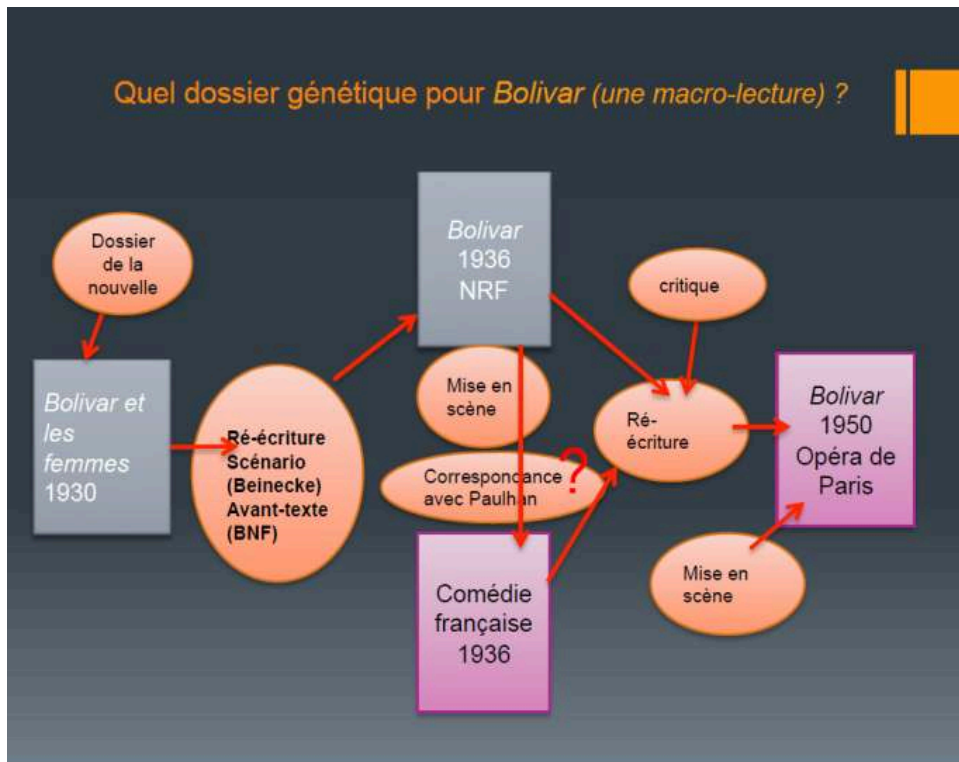 Quel dossier génétique pour Bolivar (une macro-lecture) ?
Dossier
de la
nouvelle
Bolivar et
les
femmes
1930
Ré-écriture
Scénario
(Beinecke)
Avant-texte
(BNF)
Bolivar
1936
NRF
Mise en
scène
Correspondance
avec Paulhan
?
Comédie
française
1936
critique
Ré-
écriture
Bolivar
1950
Opéra de
Paris
Mise en
scène